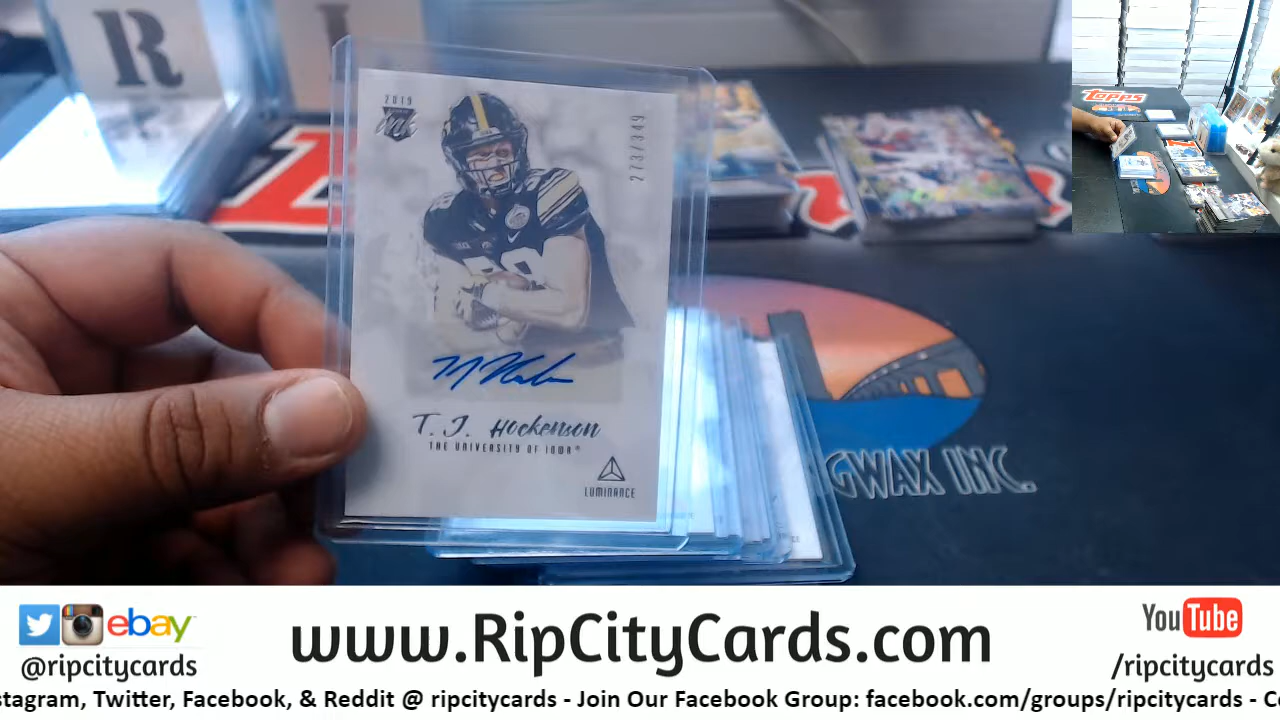 R
Topps
2019
273/349
T.J. Hockenson
THE UNIVERSITY OF IOWA®
LUMINANCE
GWAX INC.
ebay
www.RipCityCards.com
YouTube
@ripcitycards
/ripcitycards
stagram, Twitter, Facebook, & Reddit @ ripcitycards - Join Our Facebook Group: facebook.com/groups/ripcitycards - C